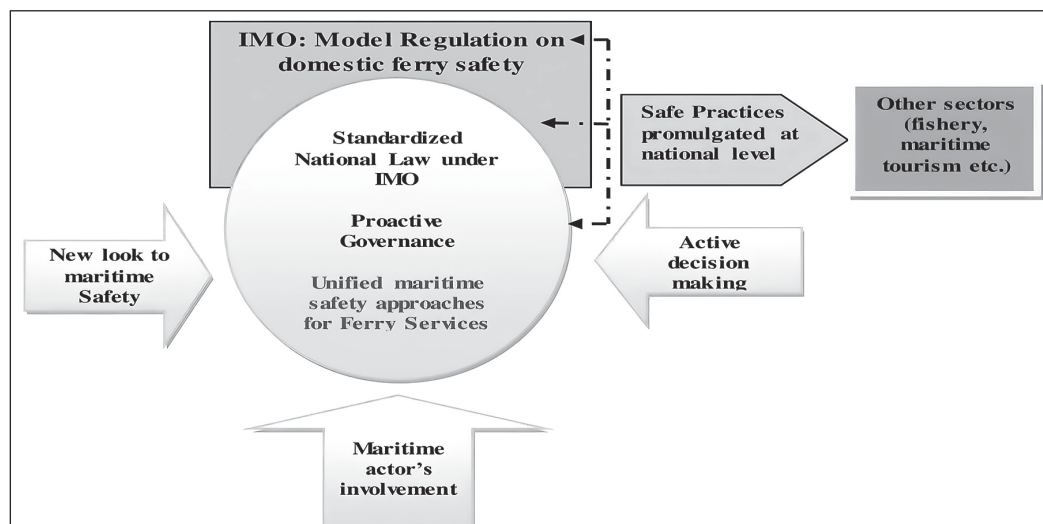 IMO: Model Regulation on
domestic ferry safety
Standardized
National Law under
IMO
Proactive
Governance
Unified maritime
safety approaches
for Ferry Services
Safe Practices
promulgated at
national level
Other sectors
(fishery,
maritime
tourism etc.)
New look to
maritime
Safety
Active
decision
making
Maritime
actor's
involvement